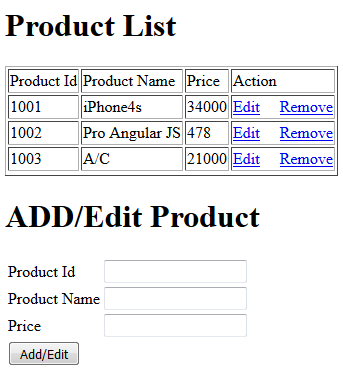 Product List
Product Id Product Name Price Action
1001 iPhone4s 34000 Edit Remove
1002 Pro Angular JS 478 Edit Remove
1003 A/C 21000 Edit Remove
ADD/Edit Product
Product Id
Product Name
Price
Add/Edit